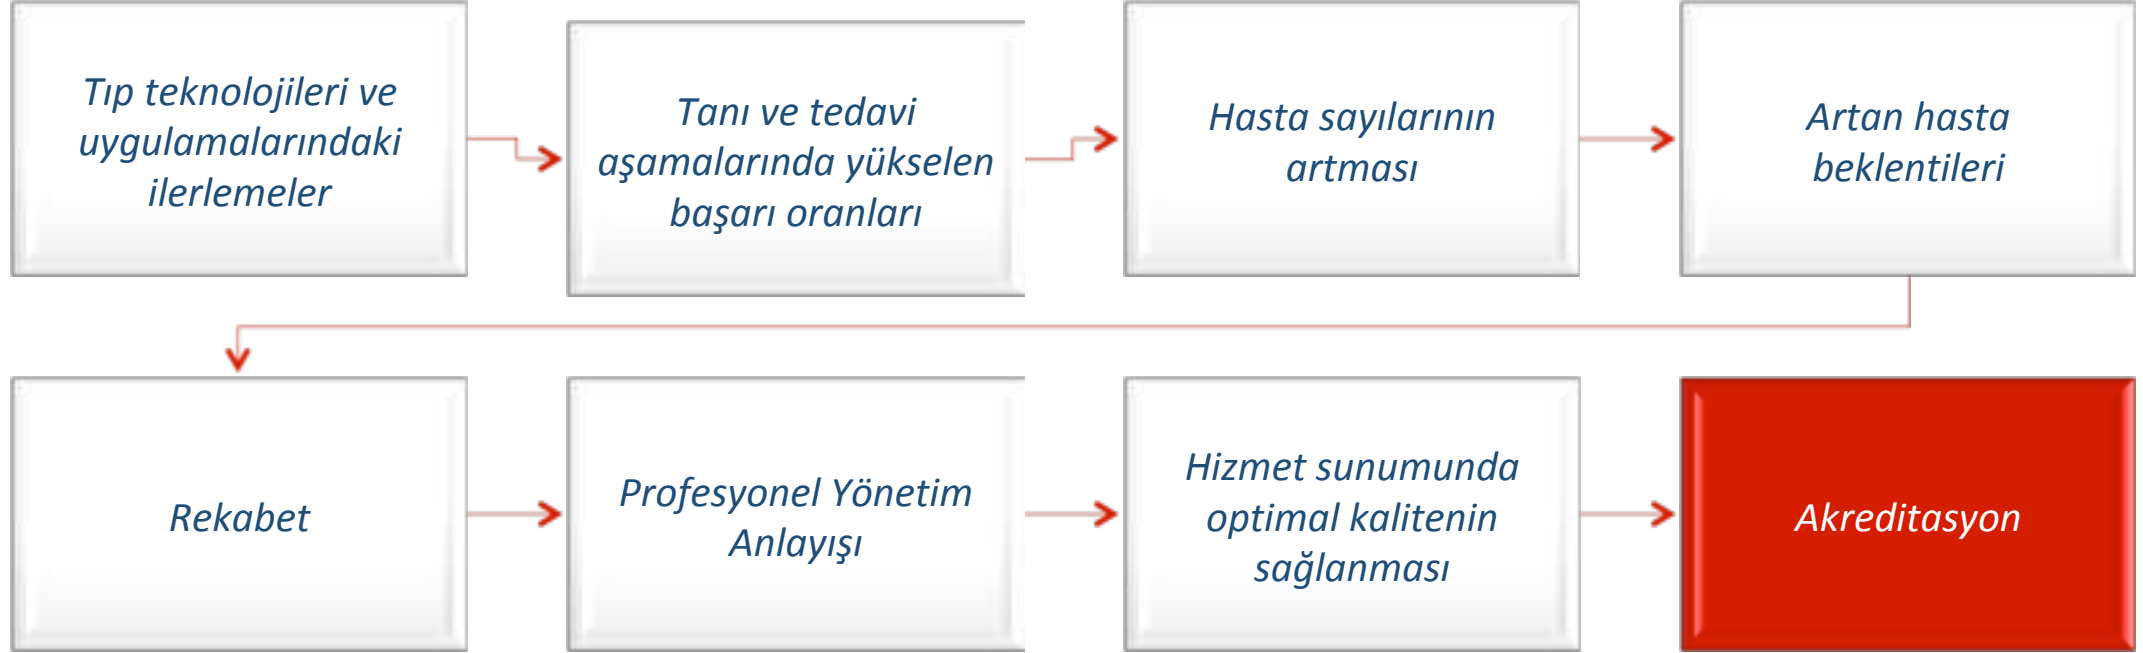 Tıp teknolojileri ve
uygulamalarındaki
ilerlemeler
Tanı ve tedavi
aşamalarında yükselen
başarı oranları
Hasta sayılarının
artması
Artan hasta
beklentileri
Rekabet
Profesyonel Yönetim
Anlayışı
Hizmet sunumunda
optimal kalitenin
sağlanması
Akreditasyon